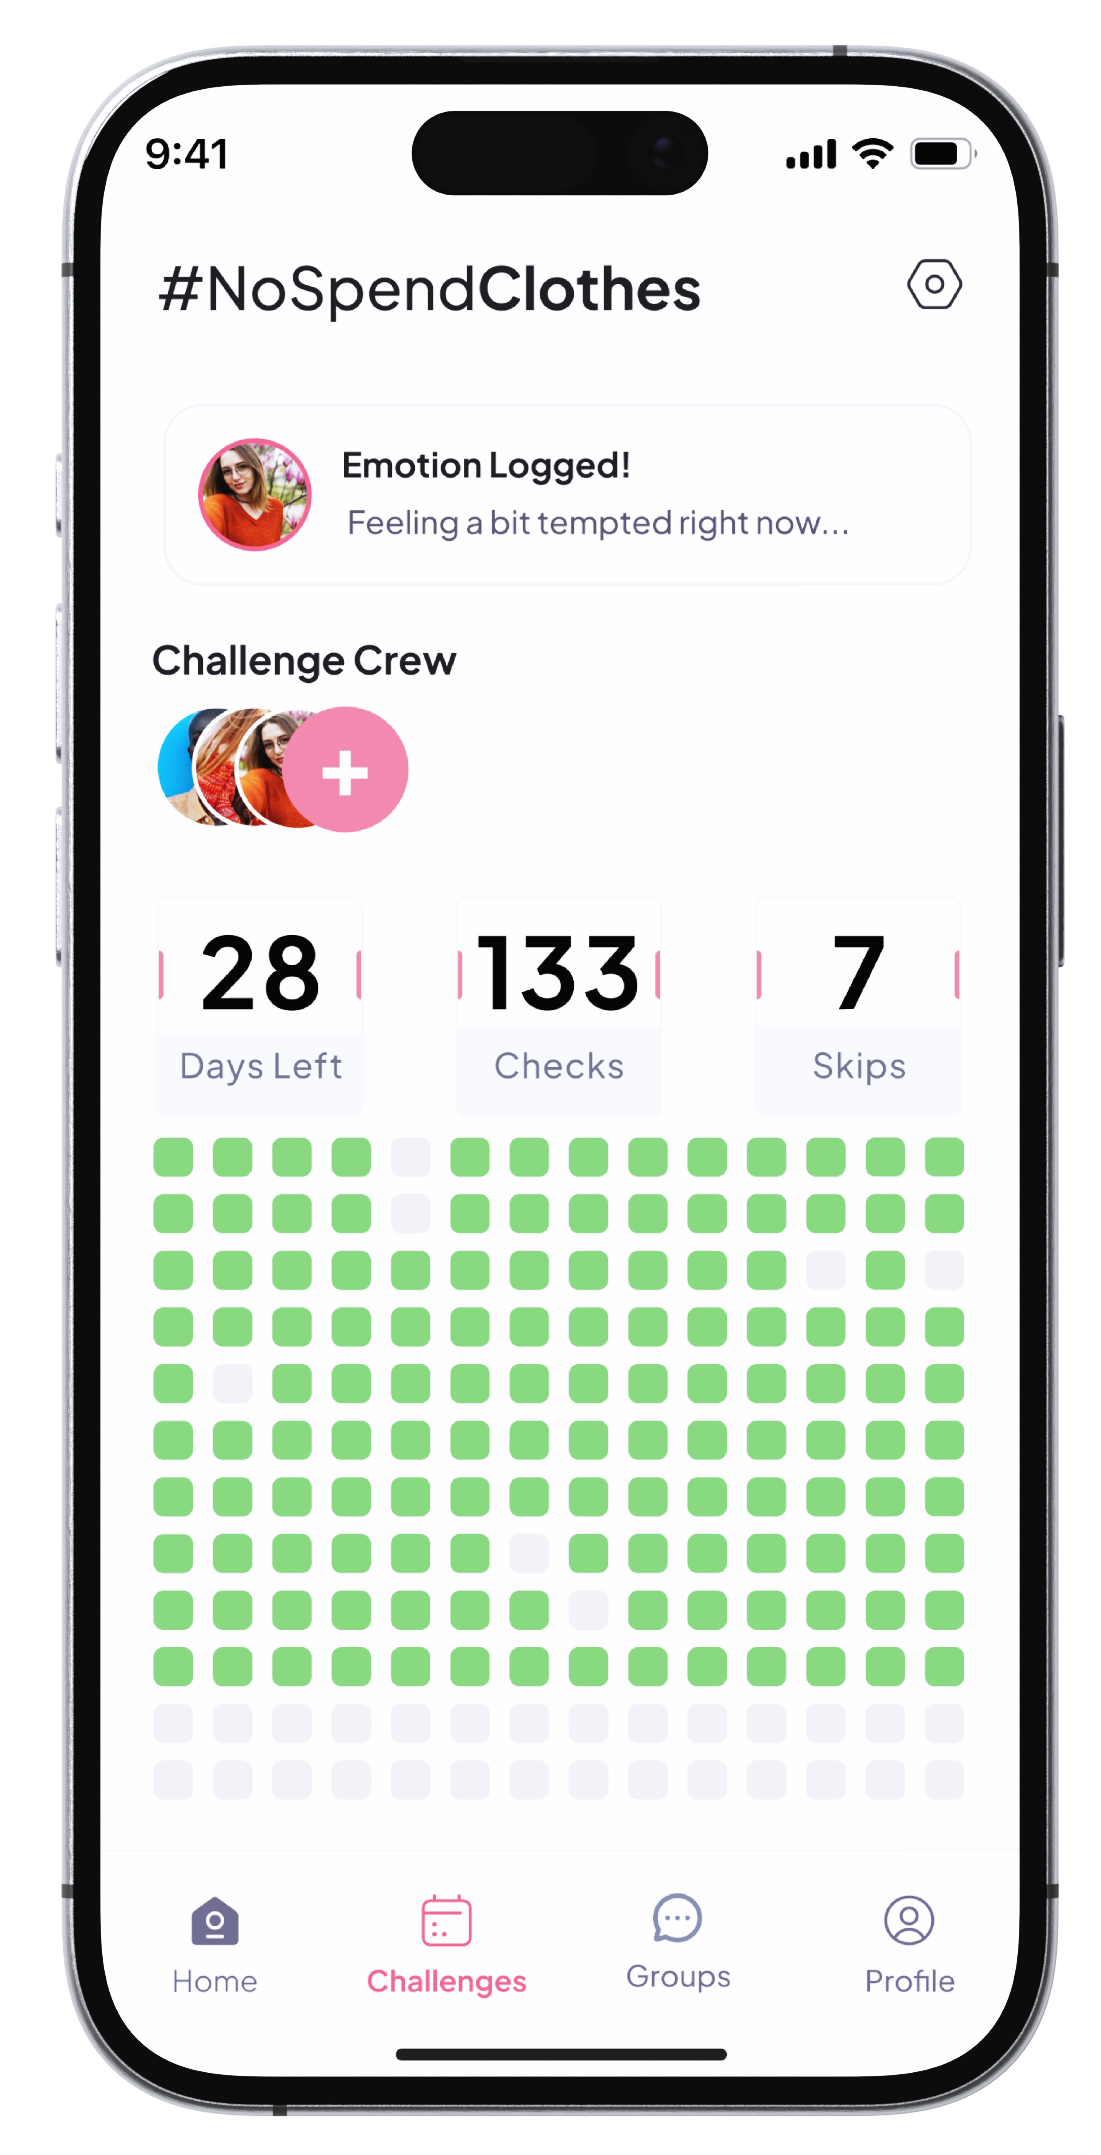 9:41
#NoSpendClothes
Emotion Logged!
Feeling a bit tempted right now...
Challenge Crew
+
28
133
7
Days Left
Checks
Skips
Home
Challenges
Groups
Profile